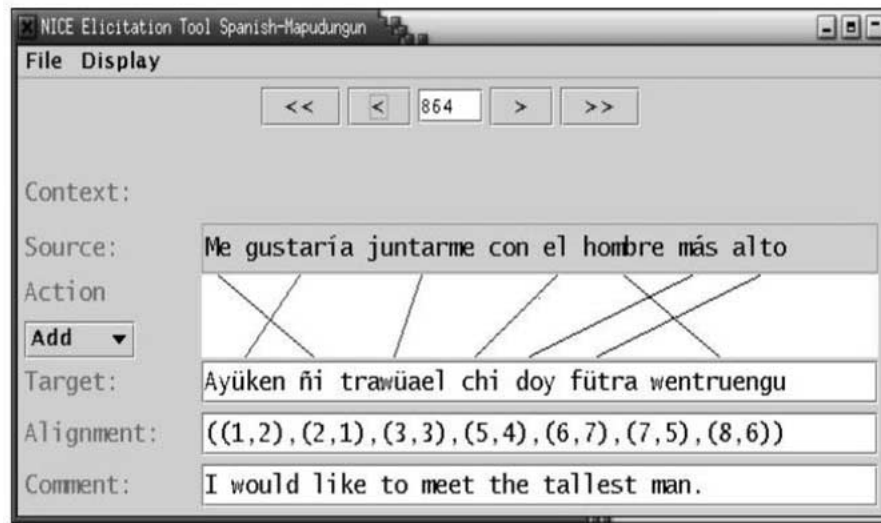 NICE Elicitation Tool Spanish-Mapudungun
File Display
<< < 864 > >>
Context:
Source: Me gustaría juntarme con el hombre más alto
Action
Add
Target: Ayüken ñi trawüael chi doy fütra wentruengu
Alignment: ((1,2),(2,1),(3,3),(5,4),(6,7),(7,5),(8,6))
Comment: I would like to meet the tallest man.